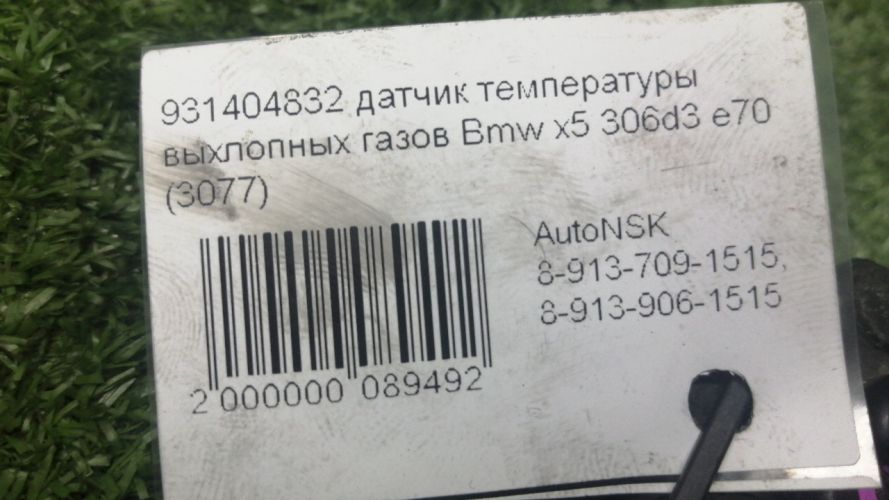 931404832 датчик температуры
выхлопных газов Bmw x5 306d3 e70
(3077)
AutoNSK
8-913-709-1515,
8-913-906-1515
2 000000 089492